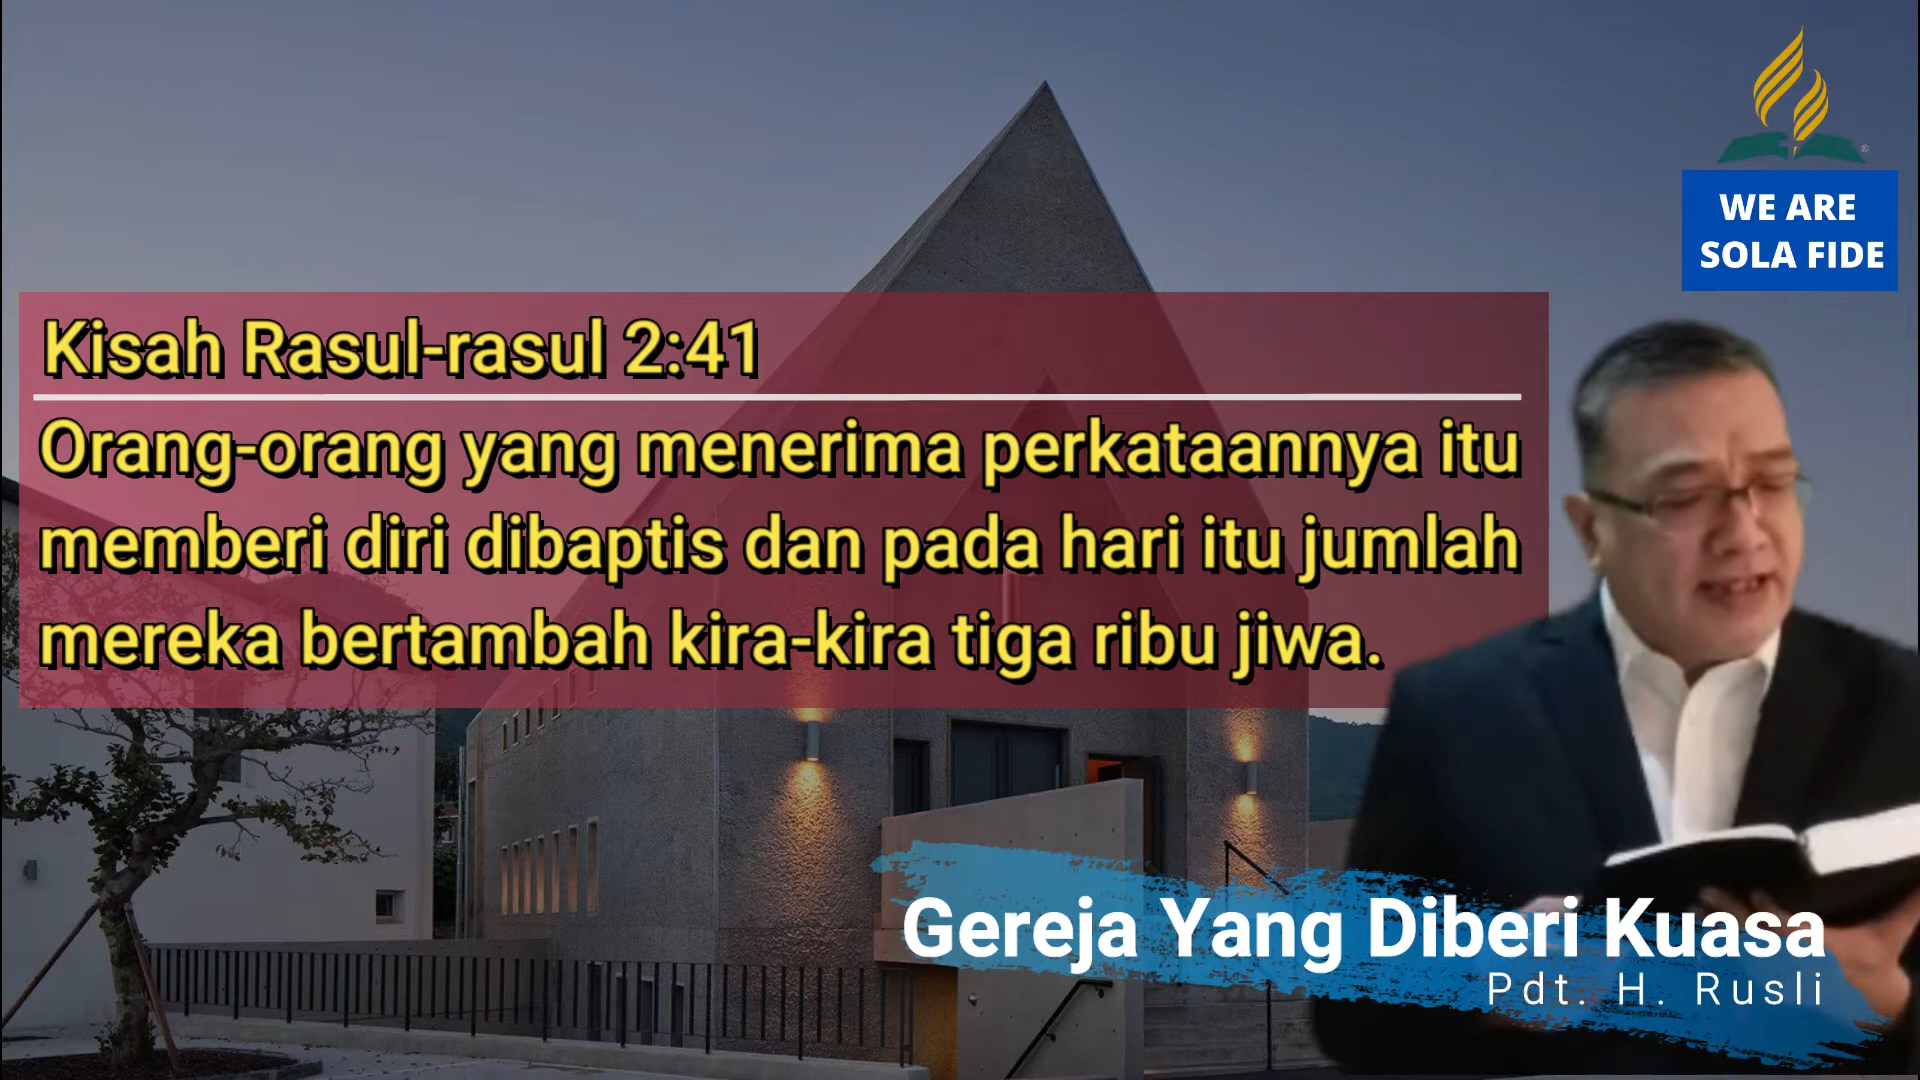 WE ARE
SOLA FIDE
Kisah Rasul-rasul 2:41
Orang-orang yang menerima perkataannya itu
memberi diri dibaptis dan pada hari itu jumlah
mereka bertambah kira-kira tiga ribu jiwa.
Gereja Yang Diberi Kuasa
Pdt. H. Rusli